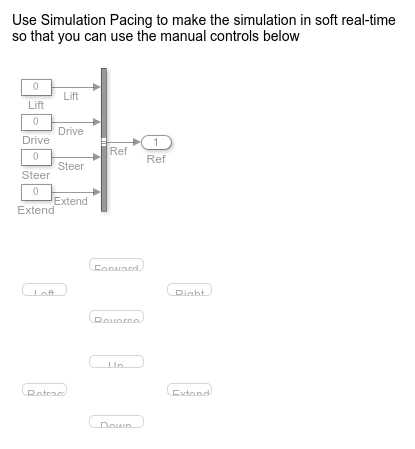 Use Simulation Pacing to make the simulation in soft real-time
so that you can use the manual controls below
0
Lift
Lift
0
Drive
Drive
0
Steer
Steer
0
Extend
Extend
Ref
1
Ref
Forward
Left
Right
Reverse
Up
Retrac
Extend
Down